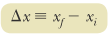 Δx ≡ x_f − x_i